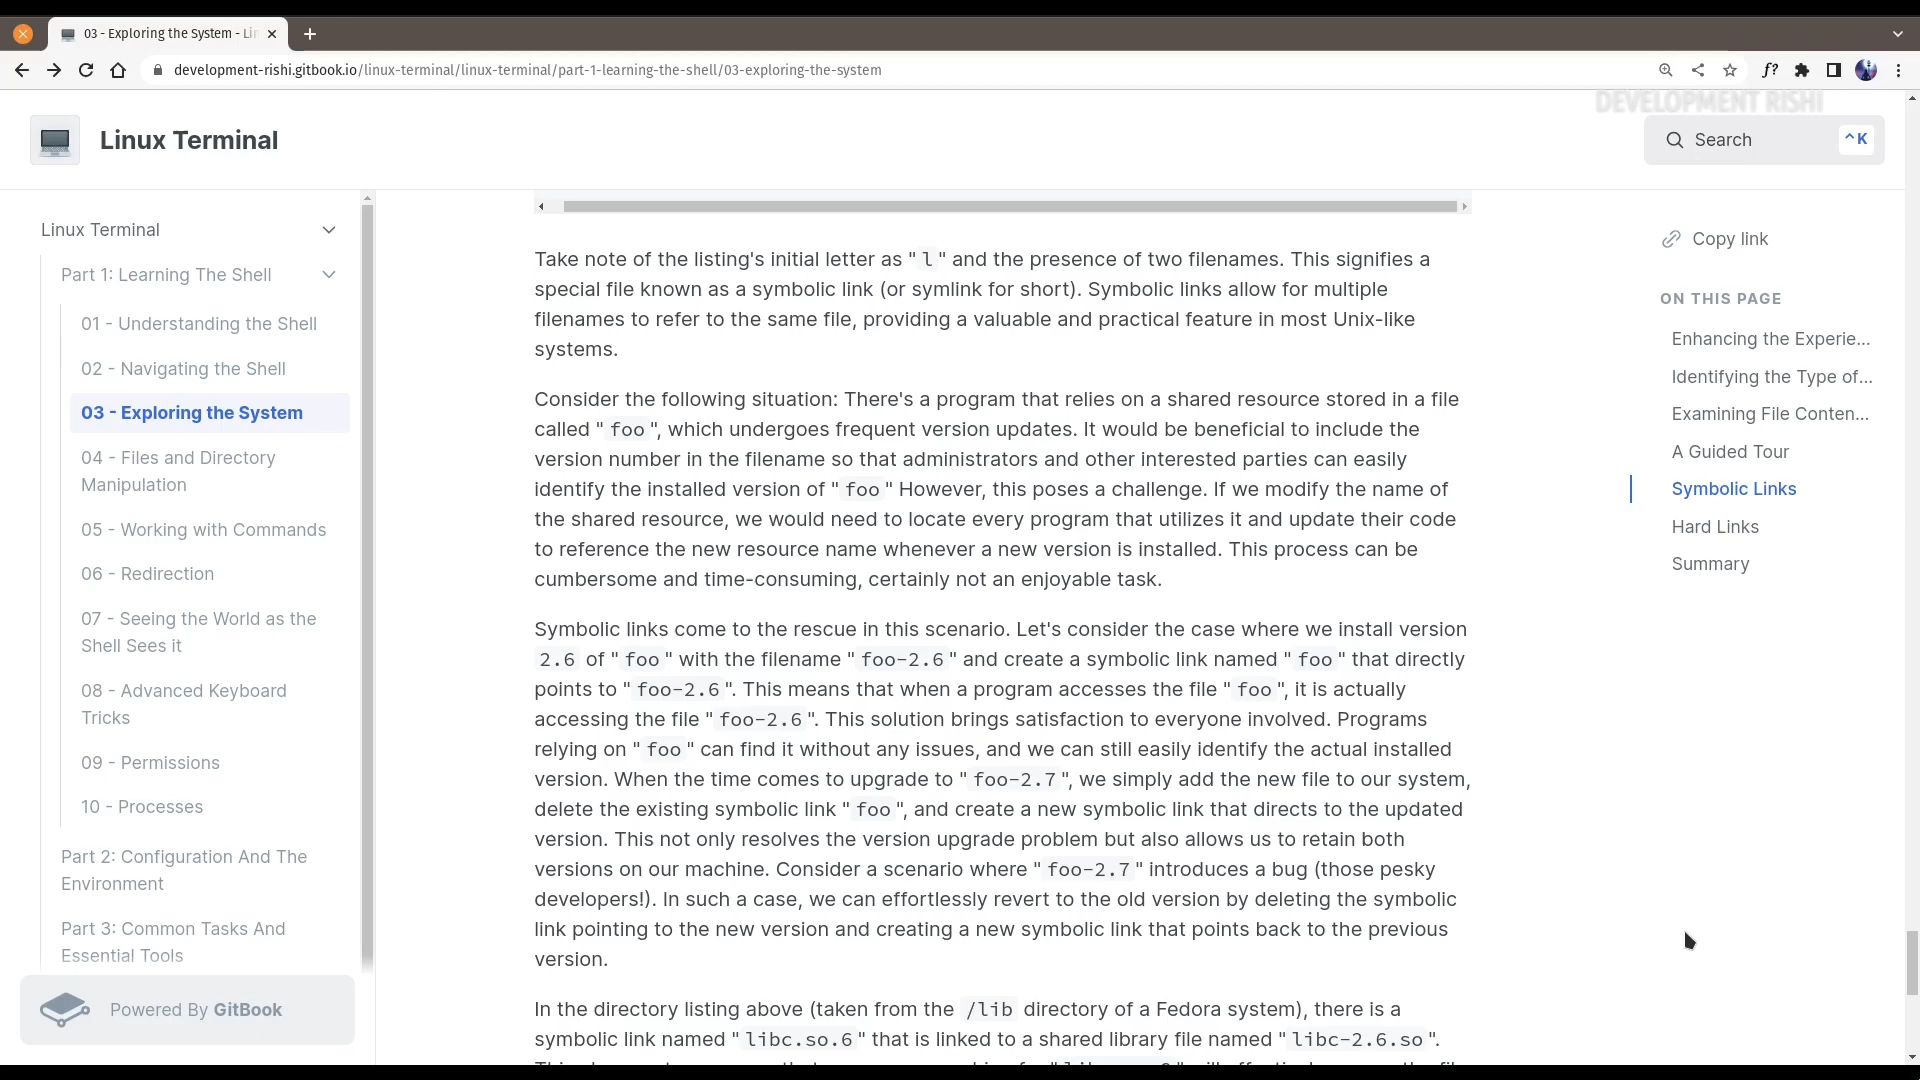 03 - Exploring the System - Lin
development-rishi.gitbook.io/linux-terminal/linux-terminal/part-1-learning-the-shell/03-exploring-the-system
f?
DEVELOPMENT RISHI
Linux Terminal
Search
^K
Linux Terminal
Part 1: Learning The Shell
01 - Understanding the Shell
02 - Navigating the Shell
03 - Exploring the System
04 - Files and Directory
Manipulation
05 - Working with Commands
06 - Redirection
07 - Seeing the World as the
Shell Sees it
08 - Advanced Keyboard
Tricks
09 - Permissions
10 - Processes
Part 2: Configuration And The
Environment
Part 3: Common Tasks And
Essential Tools
Powered By GitBook
Take note of the listing's initial letter as "l" and the presence of two filenames. This signifies a
special file known as a symbolic link (or symlink for short). Symbolic links allow for multiple
filenames to refer to the same file, providing a valuable and practical feature in most Unix-like
systems.
Consider the following situation: There's a program that relies on a shared resource stored in a file
called "foo", which undergoes frequent version updates. It would be beneficial to include the
version number in the filename so that administrators and other interested parties can easily
identify the installed version of "foo" However, this poses a challenge. If we modify the name of
the shared resource, we would need to locate every program that utilizes it and update their code
to reference the new resource name whenever a new version is installed. This process can be
cumbersome and time-consuming, certainly not an enjoyable task.
Symbolic links come to the rescue in this scenario. Let's consider the case where we install version
2.6 of "foo" with the filename "foo-2.6" and create a symbolic link named "foo" that directly
points to "foo-2.6". This means that when a program accesses the file "foo", it is actually
accessing the file "foo-2.6". This solution brings satisfaction to everyone involved. Programs
relying on "foo" can find it without any issues, and we can still easily identify the actual installed
version. When the time comes to upgrade to "foo-2.7", we simply add the new file to our system,
delete the existing symbolic link "foo", and create a new symbolic link that directs to the updated
version. This not only resolves the version upgrade problem but also allows us to retain both
versions on our machine. Consider a scenario where "foo-2.7" introduces a bug (those pesky
developers!). In such a case, we can effortlessly revert to the old version by deleting the symbolic
link pointing to the new version and creating a new symbolic link that points back to the previous
version.
In the directory listing above (taken from the /lib directory of a Fedora system), there is a
symbolic link named "libc.so.6" that is linked to a shared library file named "libc-2.6.so".
Copy link
ON THIS PAGE
Enhancing the Experie...
Identifying the Type of...
Examining File Conten...
A Guided Tour
Symbolic Links
Hard Links
Summary